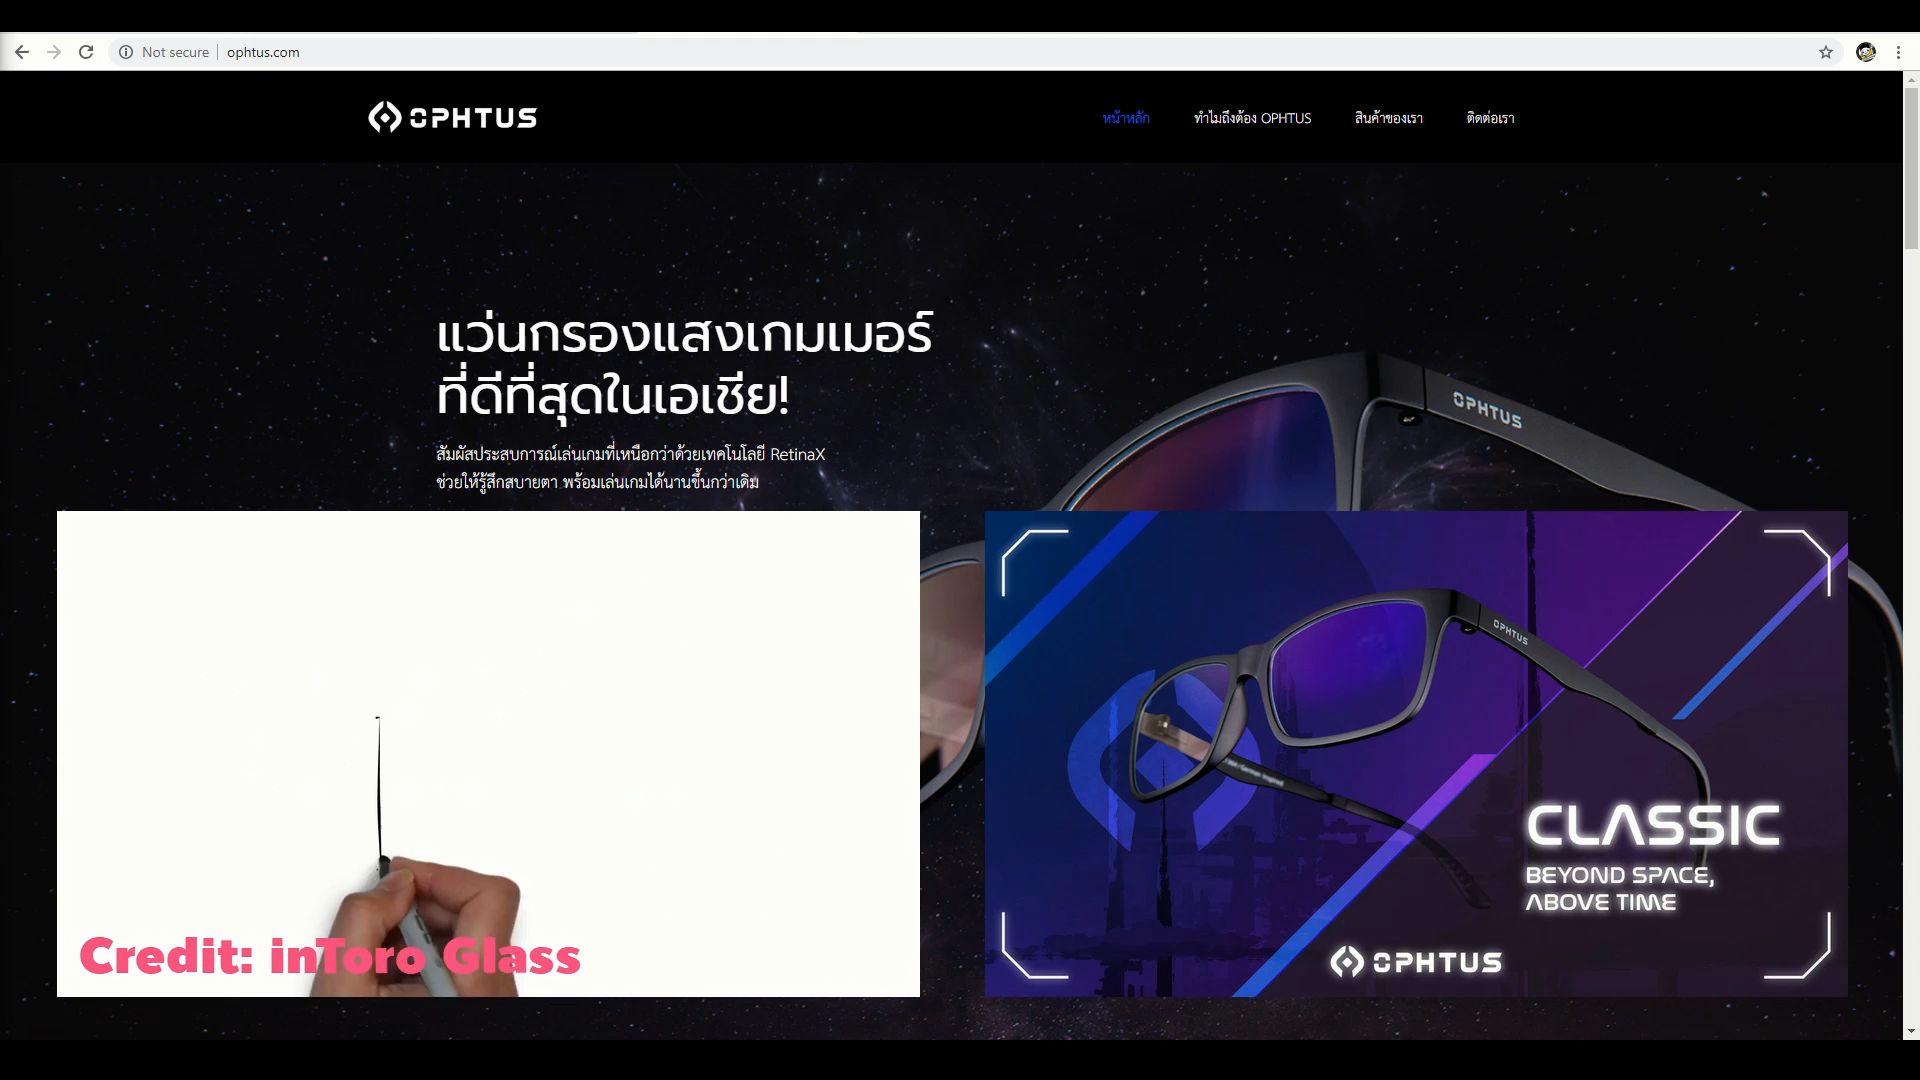 Not secure
ophtus.com
OPHTUS
หน้าหลัก
ทำไมถึงต้อง OPHTUS
สินค้าของเรา
ติดต่อเรา
แว่นกรองแสงเกมเมอร์
ที่ดีที่สุดในเอเชีย!
สัมผัสประสบการณ์เล่นเกมที่เหนือกว่าด้วยเทคโนโลยี RetinaX
ช่วยให้รู้สึกสบายตา พร้อมเล่นเกมได้นานขึ้นกว่าเดิม
OPHTUS
OPHTUS
CLASSIC
BEYOND SPACE,
ABOVE TIME
OPHTUS
Credit: inToro Glass